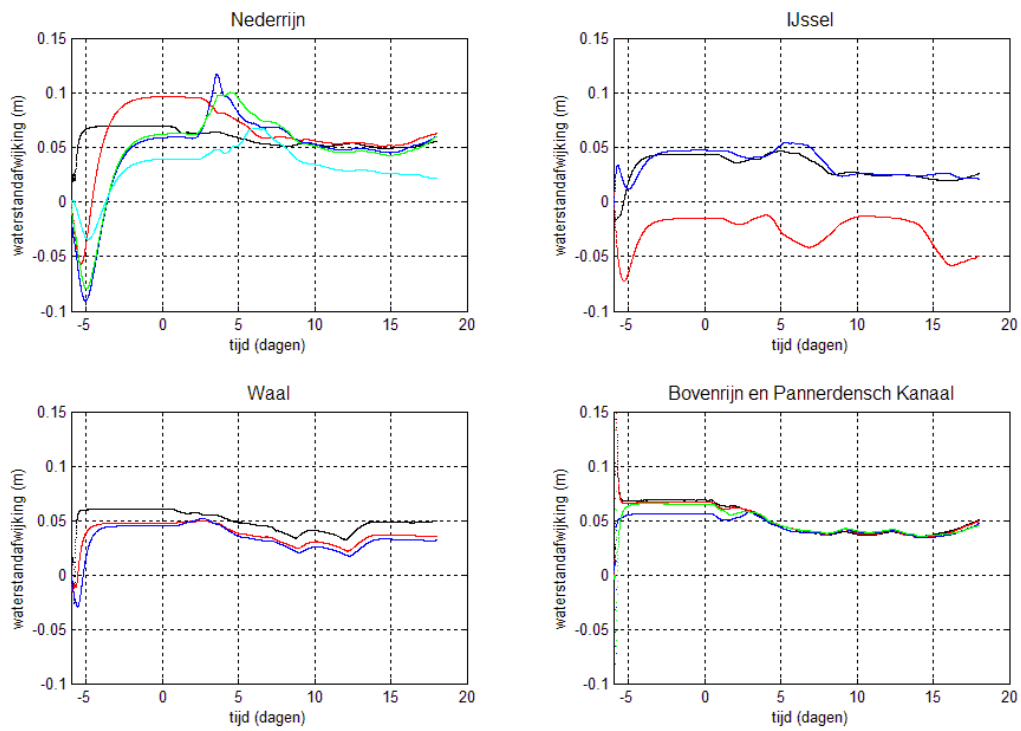 Nederrijn
0.15
0.1
0.05
0
-0.05
-0.1
waterstandafwijking (m)
-5 0 5 10 15 20
tijd (dagen)
IJssel
0.15
0.1
0.05
0
-0.05
-0.1
waterstandafwijking (m)
-5 0 5 10 15 20
tijd (dagen)
Waal
0.15
0.1
0.05
0
-0.05
-0.1
waterstandafwijking (m)
-5 0 5 10 15 20
tijd (dagen)
Bovenrijn en Pannerdensch Kanaal
0.15
0.1
0.05
0
-0.05
-0.1
waterstandafwijking (m)
-5 0 5 10 15 20
tijd (dagen)